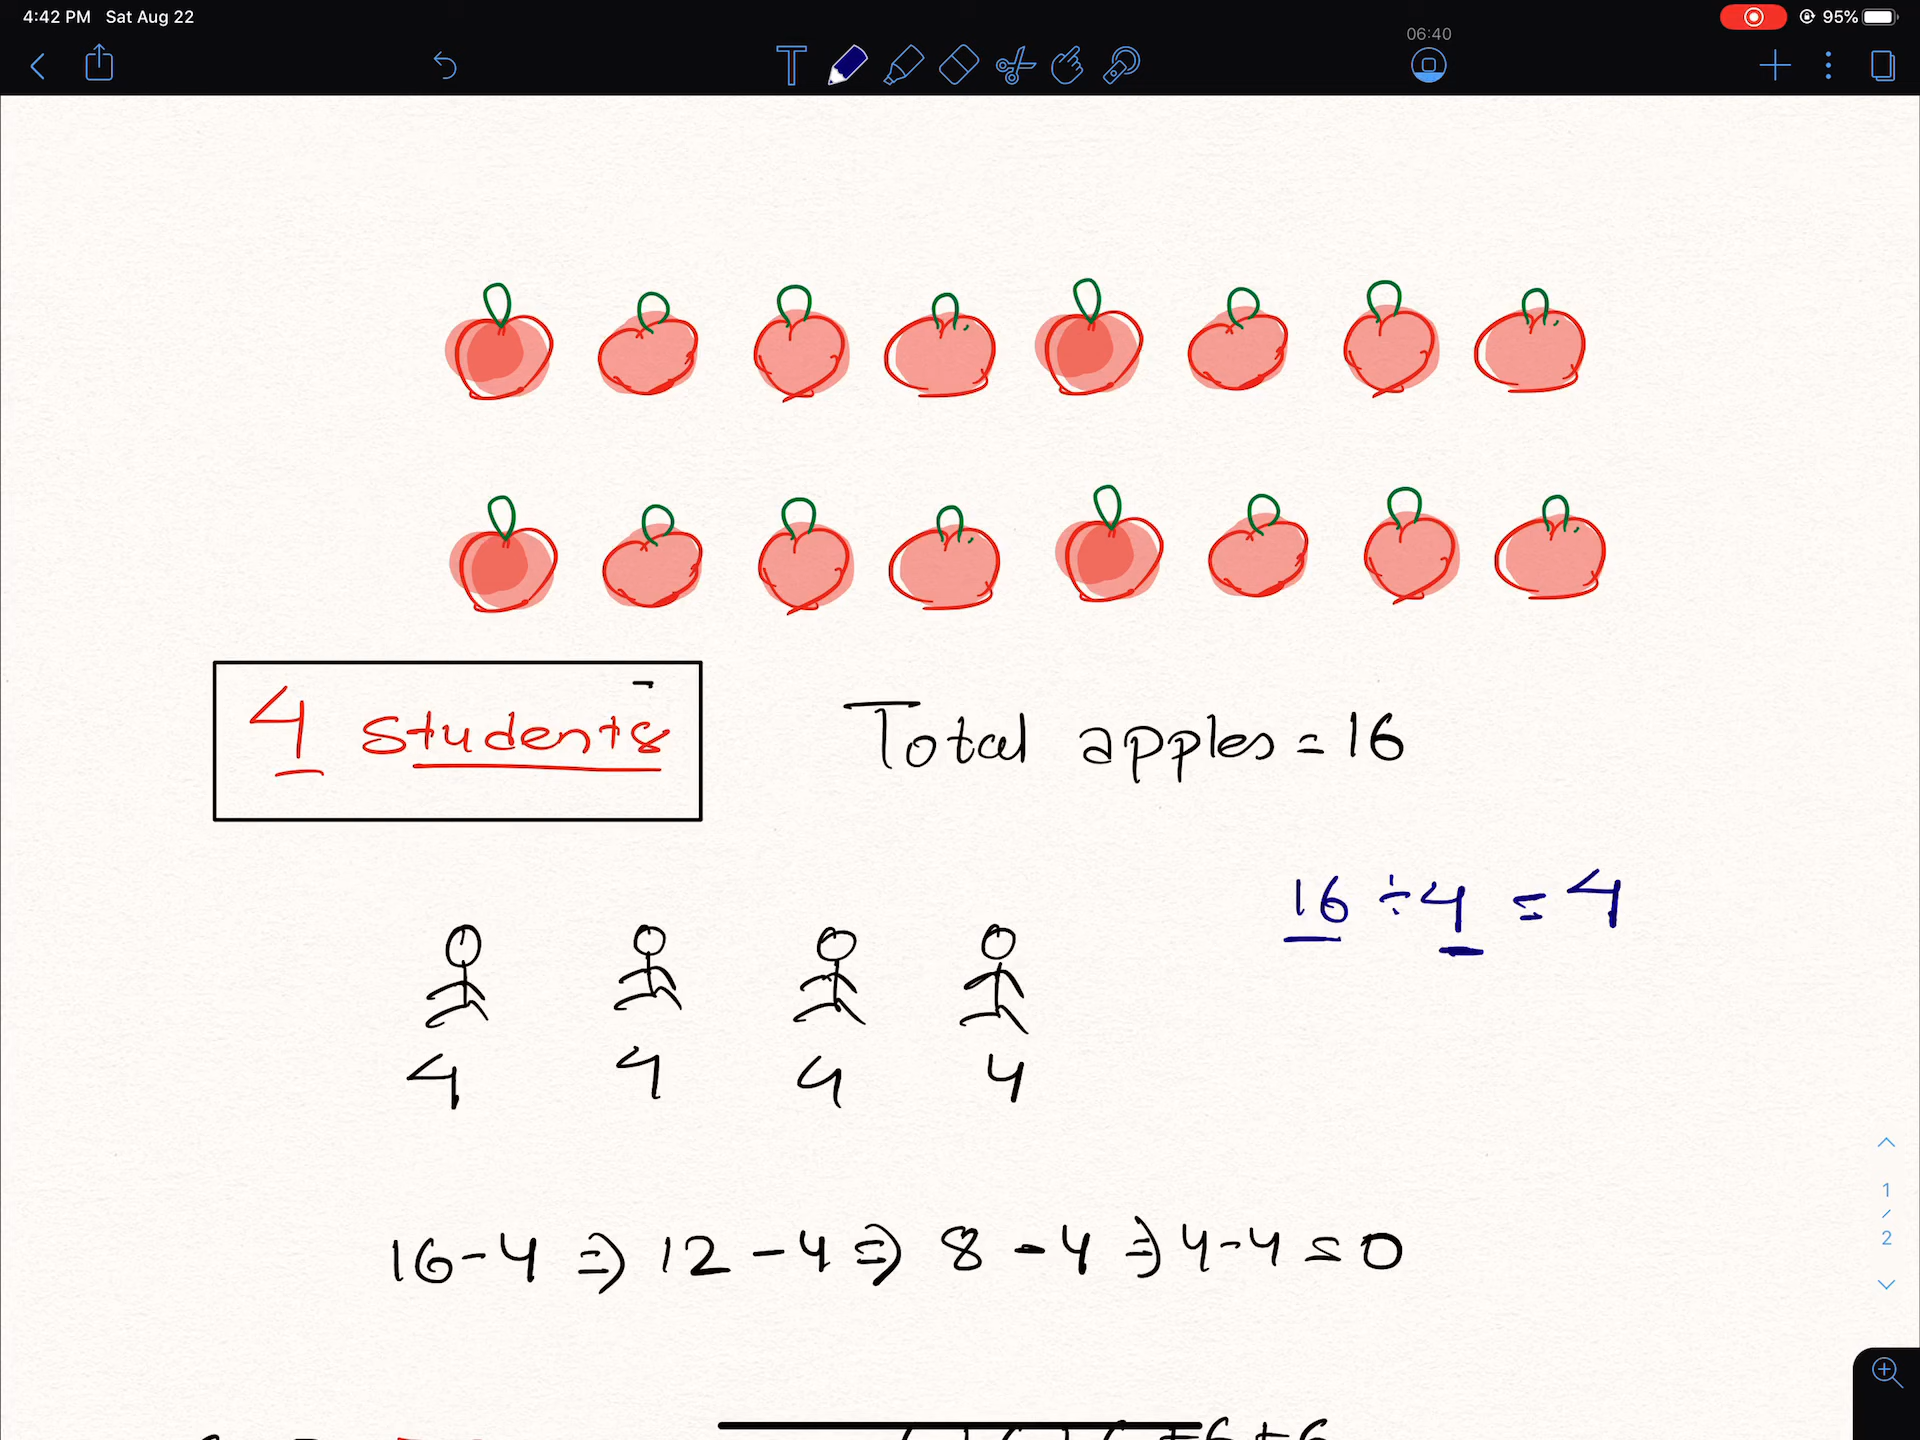 4:42 PM Sat Aug 22
95%
06:40
4 students
Total apples = 16
16 ÷ 4 = 4
4 4 4 4
1
/
2
16 - 4 ⇒ 12 - 4 ⇒ 8 - 4 ⇒ 4 - 4 = 0